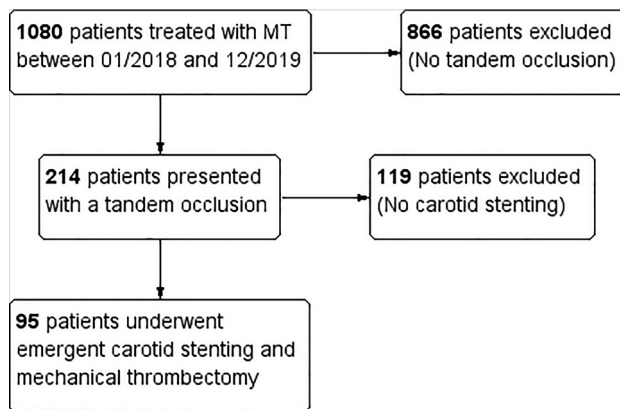 1080 patients treated with MT
between 01/2018 and 12/2019
866 patients excluded
(No tandem occlusion)
214 patients presented
with a tandem occlusion
119 patients excluded
(No carotid stenting)
95 patients underwent
emergent carotid stenting and
mechanical thrombectomy